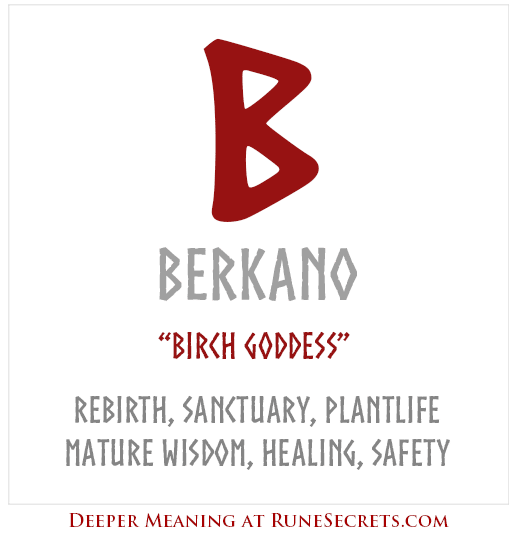 ᛒ
BERKANO
“BIRCH GODDESS”
REBIRTH, SANCTUARY, PLANTLIFE
MATURE WISDOM, HEALING, SAFETY
DEEPER MEANING AT RUNESECRETS.COM